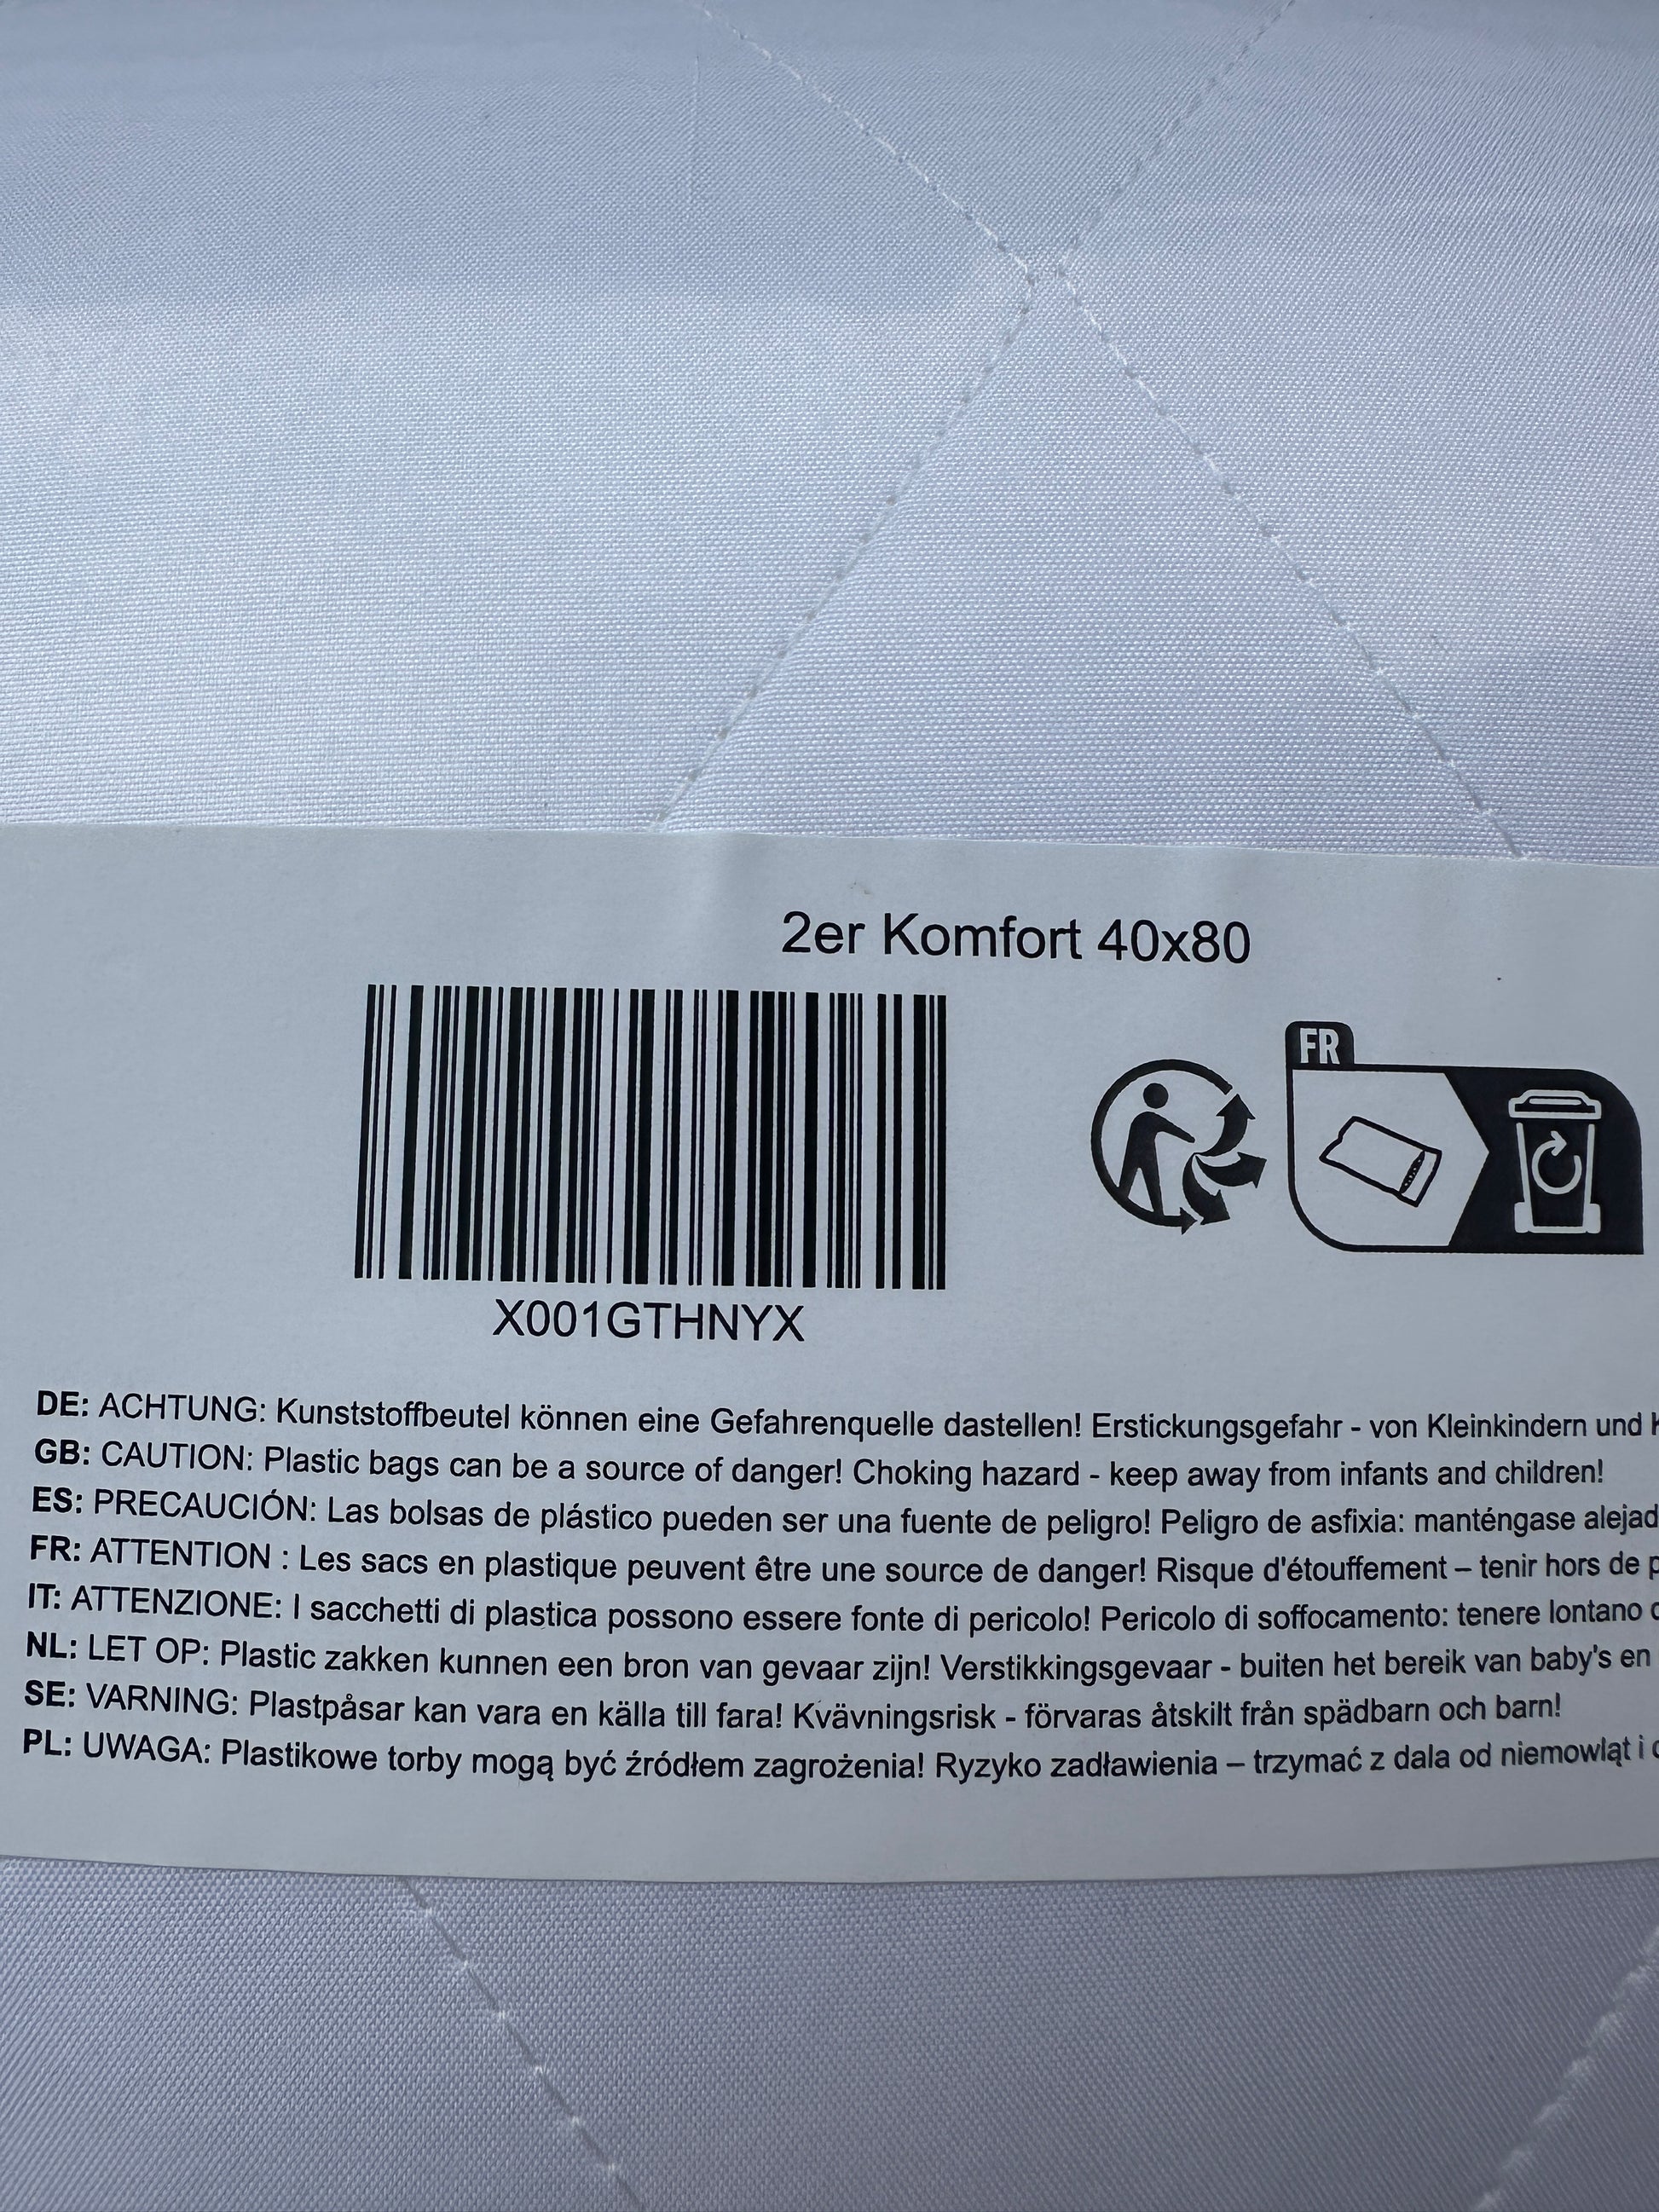 2er Komfort 40x80
FR
X001GTHNYX
DE: ACHTUNG: Kunststoffbeutel können eine Gefahrenquelle dastellen! Erstickungsgefahr - von Kleinkindern und
GB: CAUTION: Plastic bags can be a source of danger! Choking hazard - keep away from infants and children!
ES: PRECAUCIÓN: Las bolsas de plástico pueden ser una fuente de peligro! Peligro de asfixia: manténgase alejad
FR: ATTENTION : Les sacs en plastique peuvent être une source de danger! Risque d'étouffement – tenir hors de
IT: ATTENZIONE: I sacchetti di plastica possono essere fonte di pericolo! Pericolo di soffocamento: tenere lontano
NL: LET OP: Plastic zakken kunnen een bron van gevaar zijn! Verstikkingsgevaar - buiten het bereik van baby's en
SE: VARNING: Plastpåsar kan vara en källa till fara! Kvävningsrisk - förvaras åtskilt från spädbarn och barn!
PL: UWAGA: Plastikowe torby mogą być źródłem zagrożenia! Ryzyko zadławienia – trzymać z dala od niemowląt i